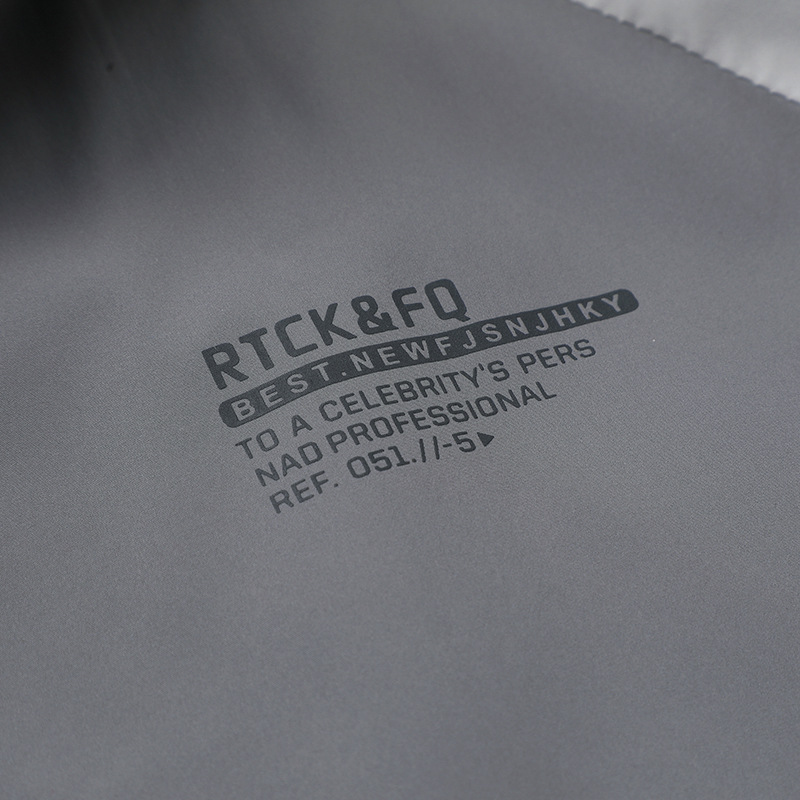 RTCK&FQ
BEST.NEWFJSNJHKY
TO A CELEBRITY'S PERS
NAD PROFESSIONAL
REF. 051.//-5▶